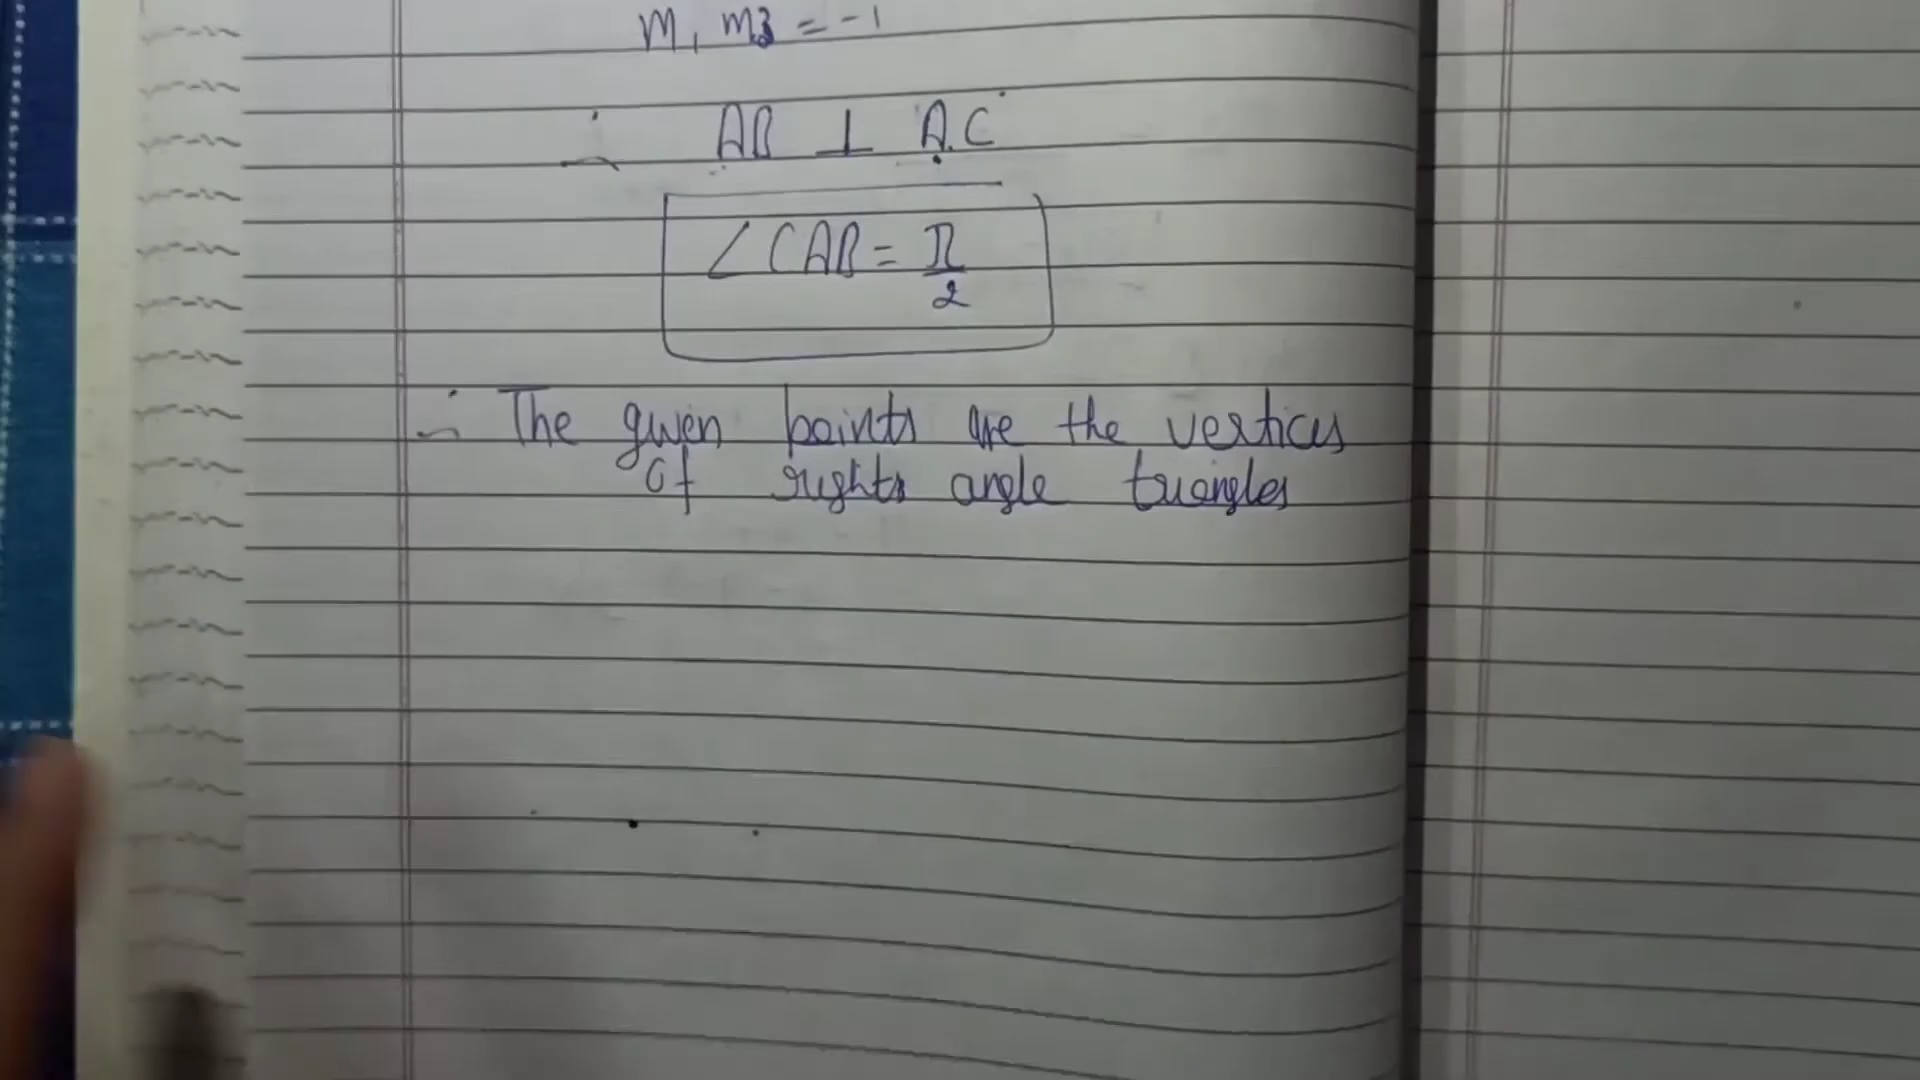 m₁ m₃ = -1
∴ AB ⊥ AC
∠CAB = π/2
∴ The given points are the vertices
of rights angle triangles